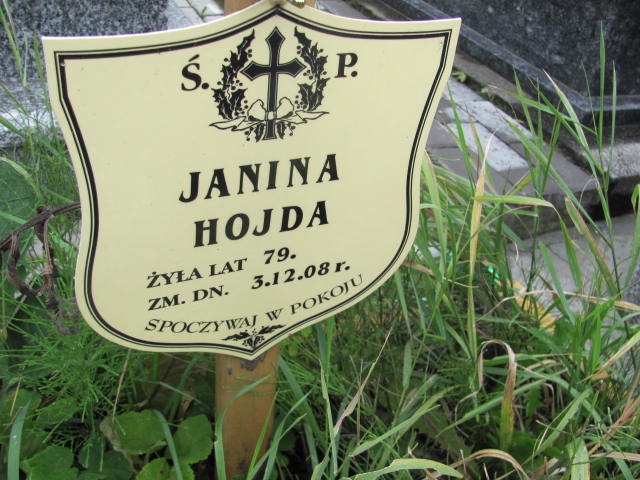 Ś. P.
JANINA
HOJDA
ŻYŁA LAT 79.
ZM. DN. 3.12.08 r.
SPOCZYWAJ W POKOJU